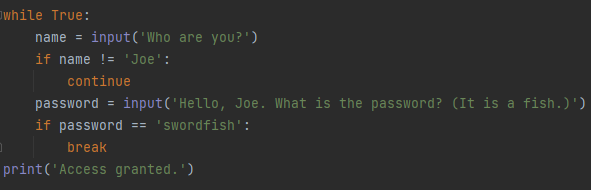 while True:
    name = input('Who are you?')
    if name != 'Joe':
        continue
    password = input('Hello, Joe. What is the password? (It is a fish.)')
    if password == 'swordfish':
        break
print('Access granted.')